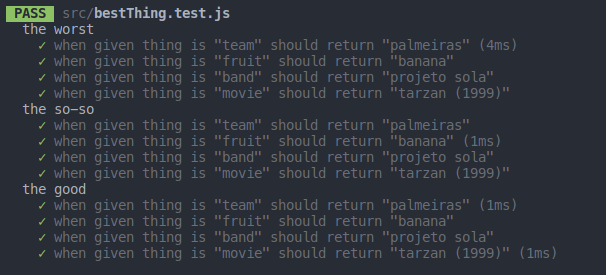 PASS src/bestThing.test.js
the worst
✓ when given thing is "team" should return "palmeiras" (4ms)
✓ when given thing is "fruit" should return "banana"
✓ when given thing is "band" should return "projeto sola"
✓ when given thing is "movie" should return "tarzan (1999)"
the so-so
✓ when given thing is "team" should return "palmeiras"
✓ when given thing is "fruit" should return "banana" (1ms)
✓ when given thing is "band" should return "projeto sola"
✓ when given thing is "movie" should return "tarzan (1999)"
the good
✓ when given thing is "team" should return "palmeiras" (1ms)
✓ when given thing is "fruit" should return "banana"
✓ when given thing is "band" should return "projeto sola"
✓ when given thing is "movie" should return "tarzan (1999)" (1ms)